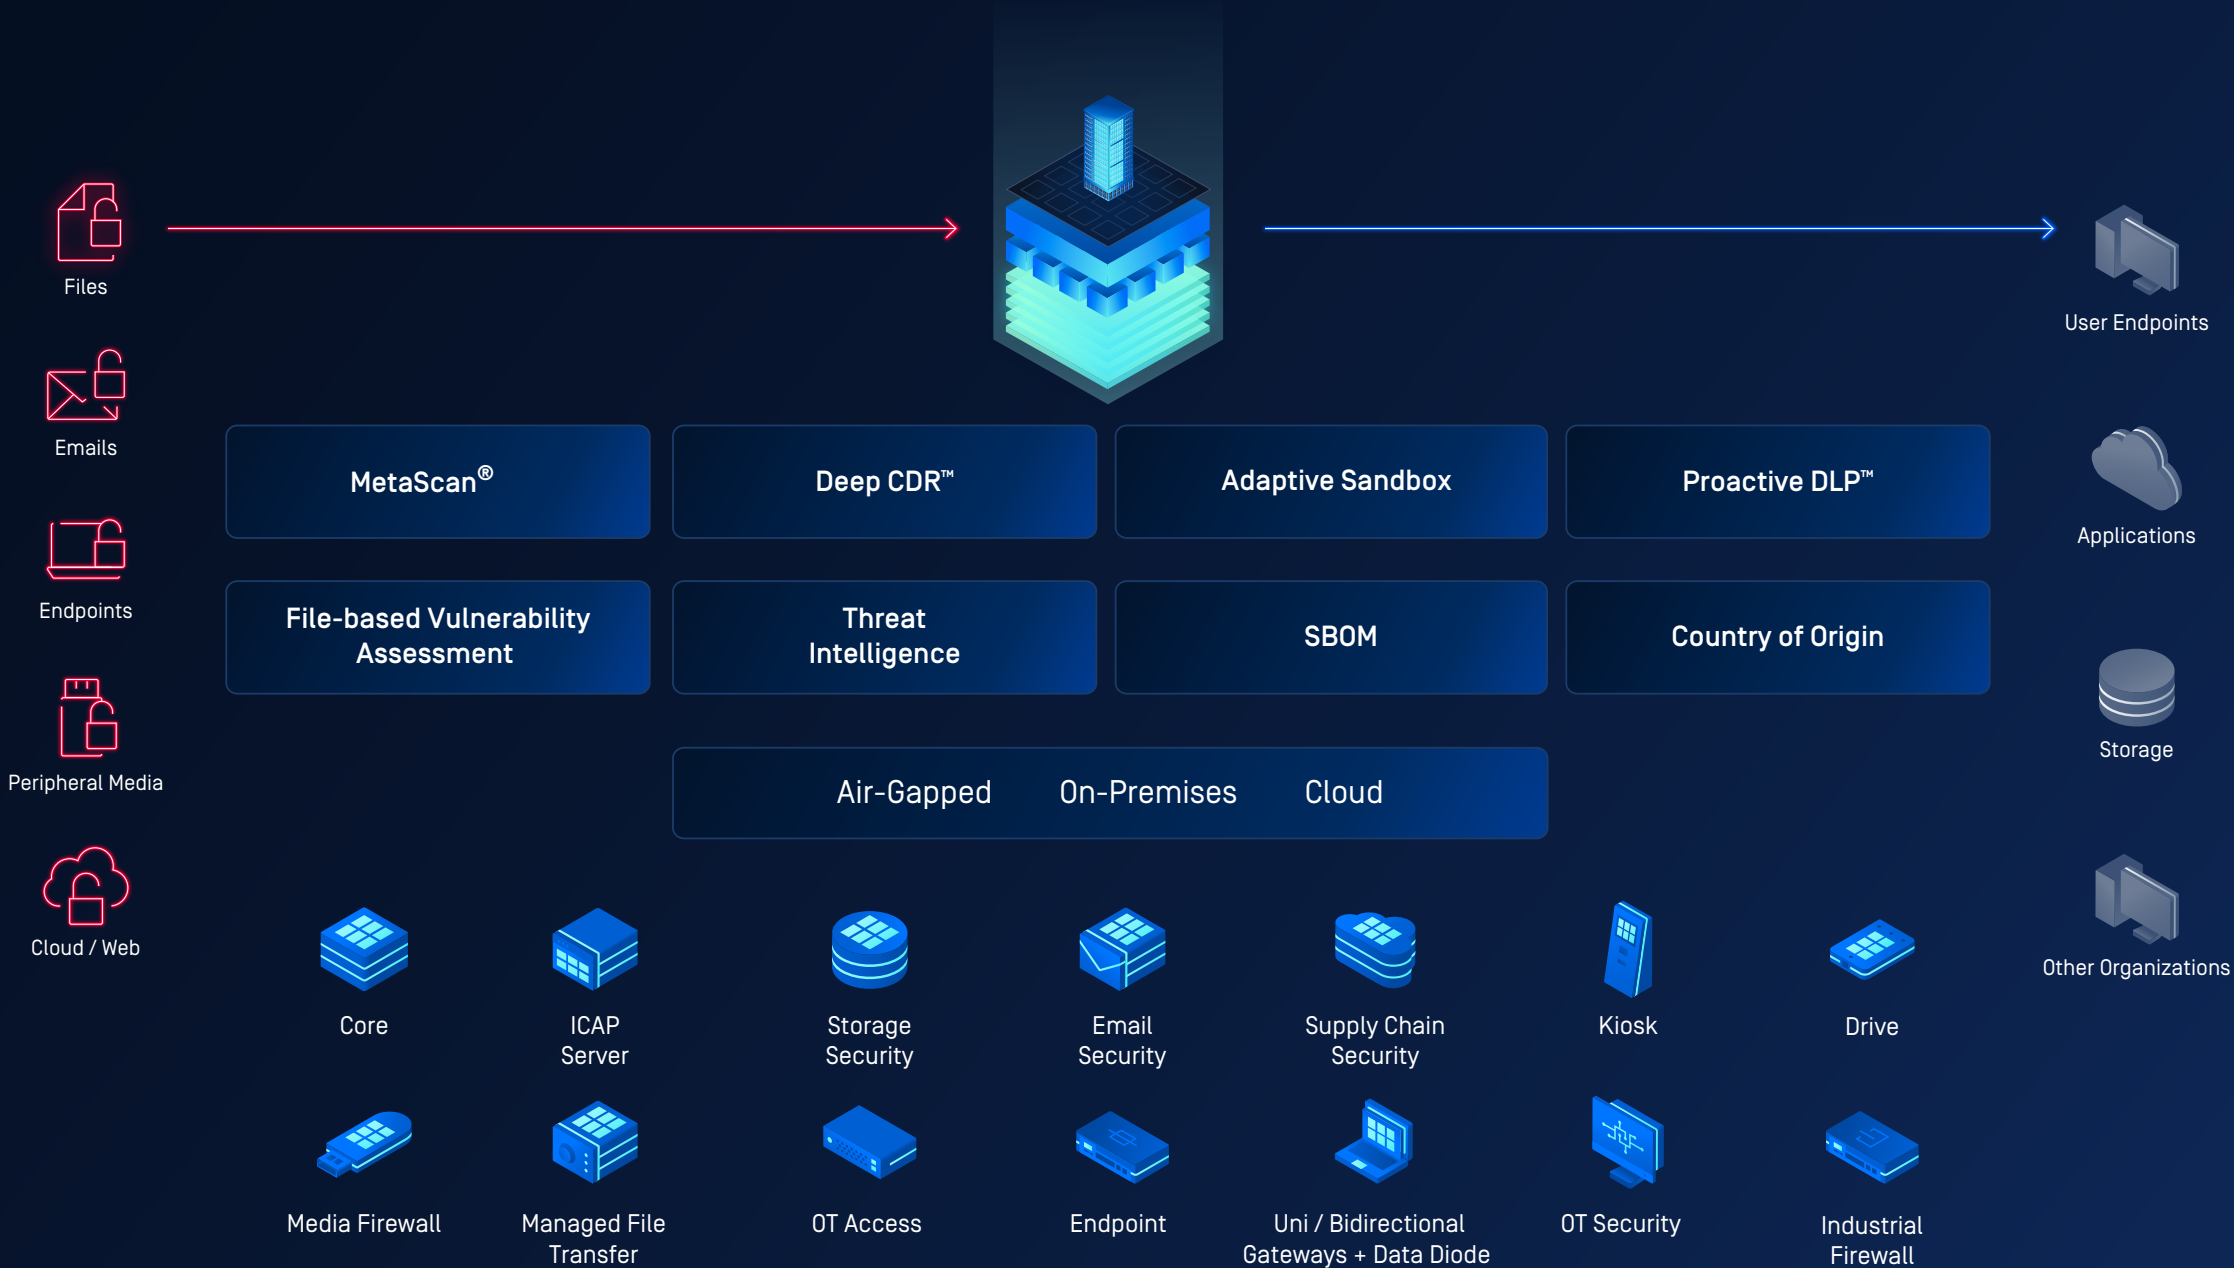 Files
Emails
Endpoints
Peripheral Media
Cloud / Web
MetaScan®
Deep CDR™
Adaptive Sandbox
Proactive DLP™
File-based Vulnerability
Assessment
Threat
Intelligence
SBOM
Country of Origin
Air-Gapped On-Premises Cloud
User Endpoints
Applications
Storage
Other Organizations
Core
ICAP
Server
Storage
Security
Email
Security
Supply Chain
Security
Kiosk
Drive
Media Firewall
Managed File
Transfer
OT Access
Endpoint
Uni / Bidirectional
Gateways + Data Diode
OT Security
Industrial
Firewall